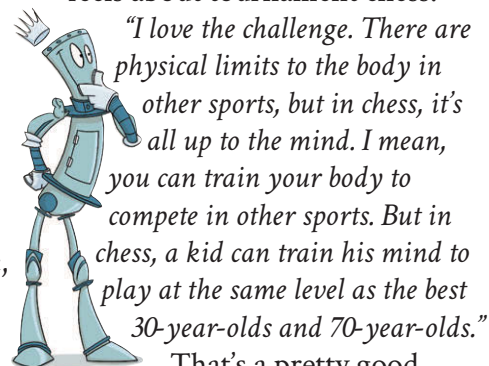 feels about tournament chess:
“I love the challenge. There are
physical limits to the body in
other sports, but in chess, it’s
all up to the mind. I mean,
you can train your body to
compete in other sports. But in
chess, a kid can train his mind to
play at the same level as the best
30-year-olds and 70-year-olds.”
That’s a pretty good